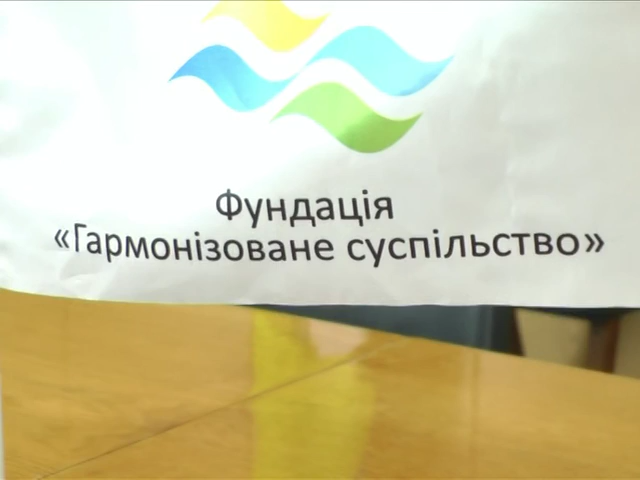 Фундація
«Гармонізоване суспільство»